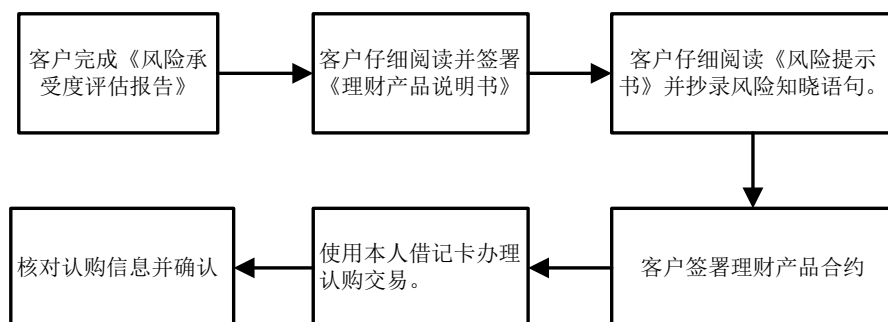 客户完成《风险承
受度评估报告》
客户仔细阅读并签署
《理财产品说明书》
客户仔细阅读《风险提示
书》并抄录风险知晓语句。
客户签署理财产品合约
使用本人借记卡办理
认购交易。
核对认购信息并确认